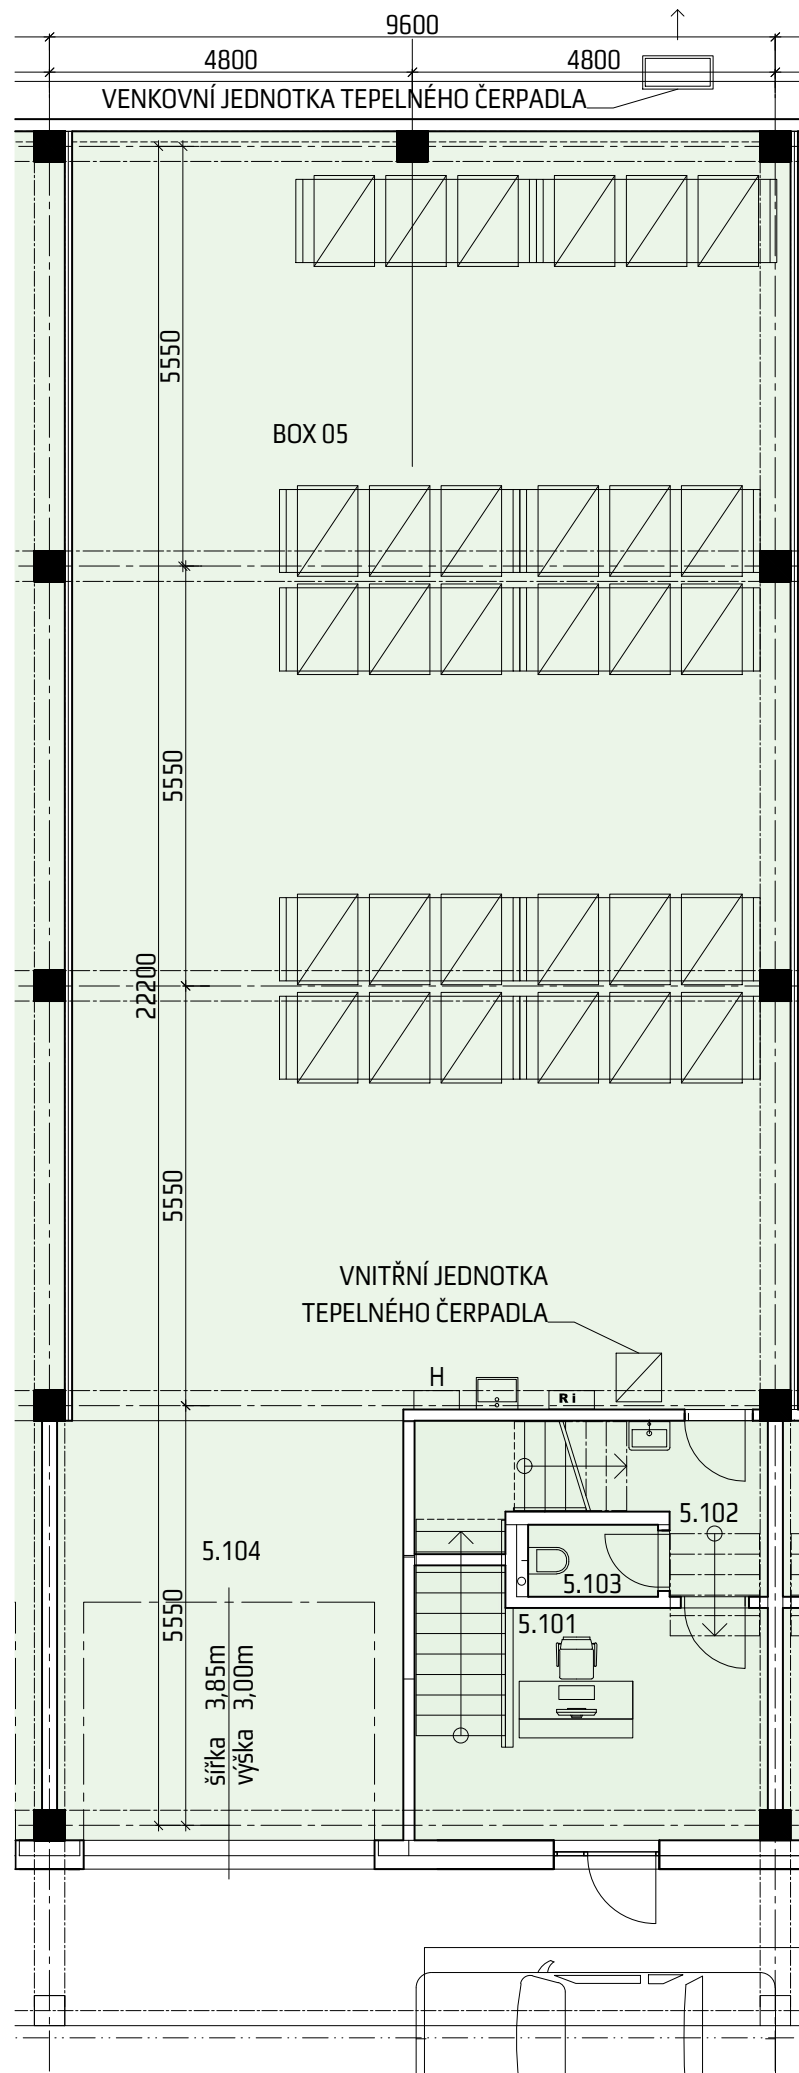 9600
4800
4800
VENKOVNÍ JEDNOTKA TEPELNÉHO ČERPADLA
5550
BOX 05
5550
22200
5550
VNITŘNÍ JEDNOTKA
TEPELNÉHO ČERPADLA
H
Ri
5.102
5.104
5.103
5.101
5550
šířka 3,85m
výška 3,00m